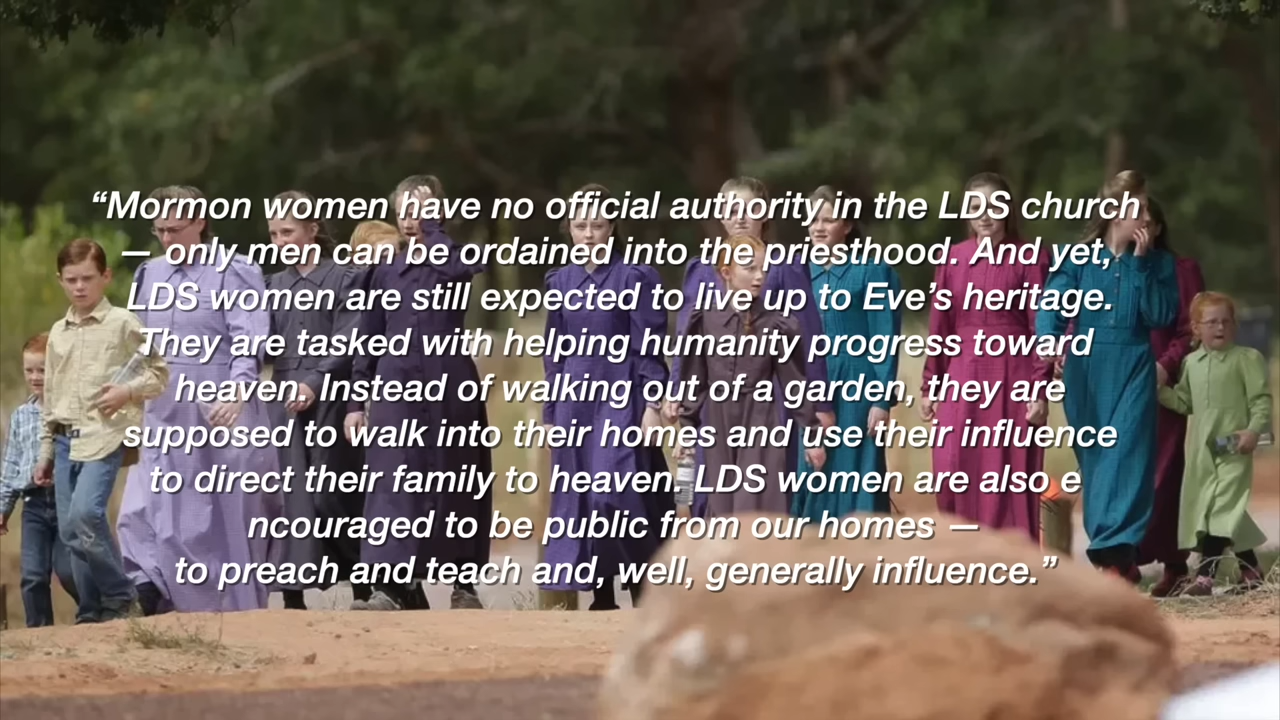 “Mormon women have no official authority in the LDS church
— only men can be ordained into the priesthood. And yet,
LDS women are still expected to live up to Eve’s heritage.
They are tasked with helping humanity progress toward
heaven. Instead of walking out of a garden, they are
supposed to walk into their homes and use their influence
to direct their family to heaven. LDS women are also e
ncouraged to be public from our homes —
to preach and teach and, well, generally influence.”